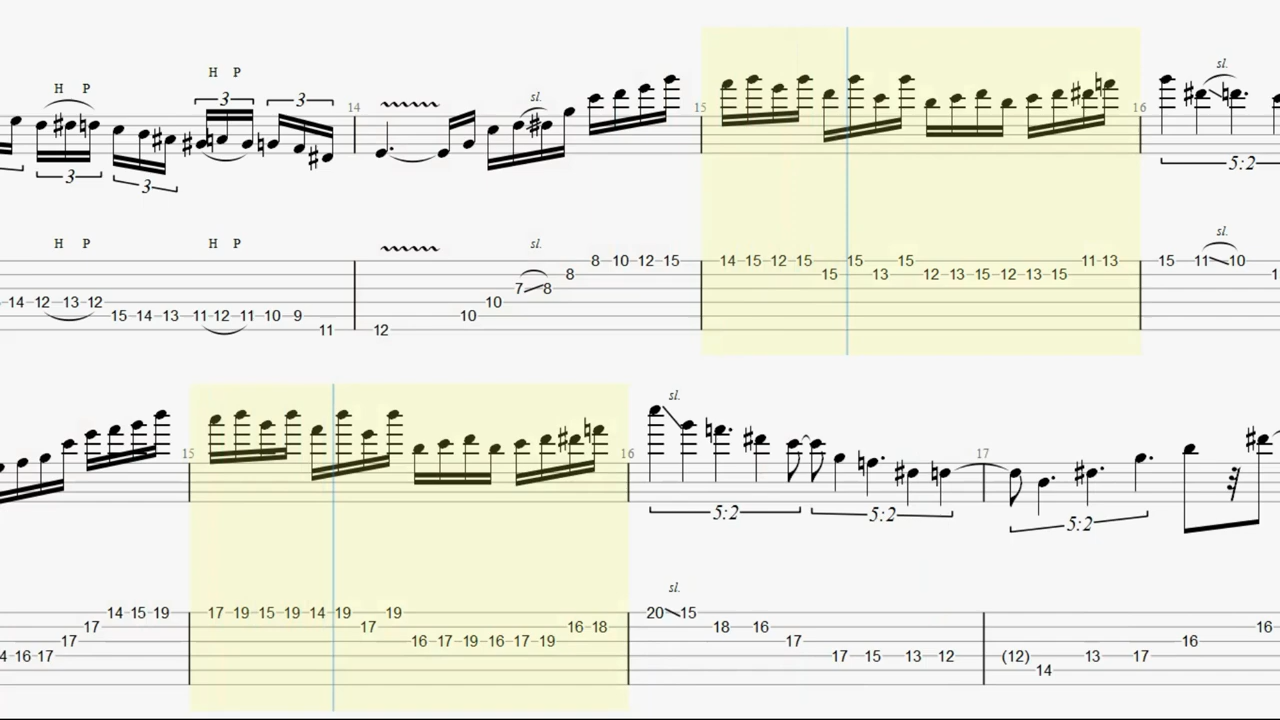 H P H P
3 3
14 sl. 15 16 sl.
3 3 5:2
H P H P sl. sl.
8 10 12 15 14 15 12 15 15 15 11 13 15 11 10
8 15 13 12 13 15 12 13 15 1
7 8
14 12 13 12 10
15 14 13 11 12 11 10 9 10
11 12
sl.
15 16 17
5:2 5:2 5:2
sl.
14 15 19 17 19 15 19 14 19 19 20 15
17 17 16 18 18 16 16
17 16 17 19 16 17 19 17 16
4 16 17 17 15 13 12 (12) 13 17
14